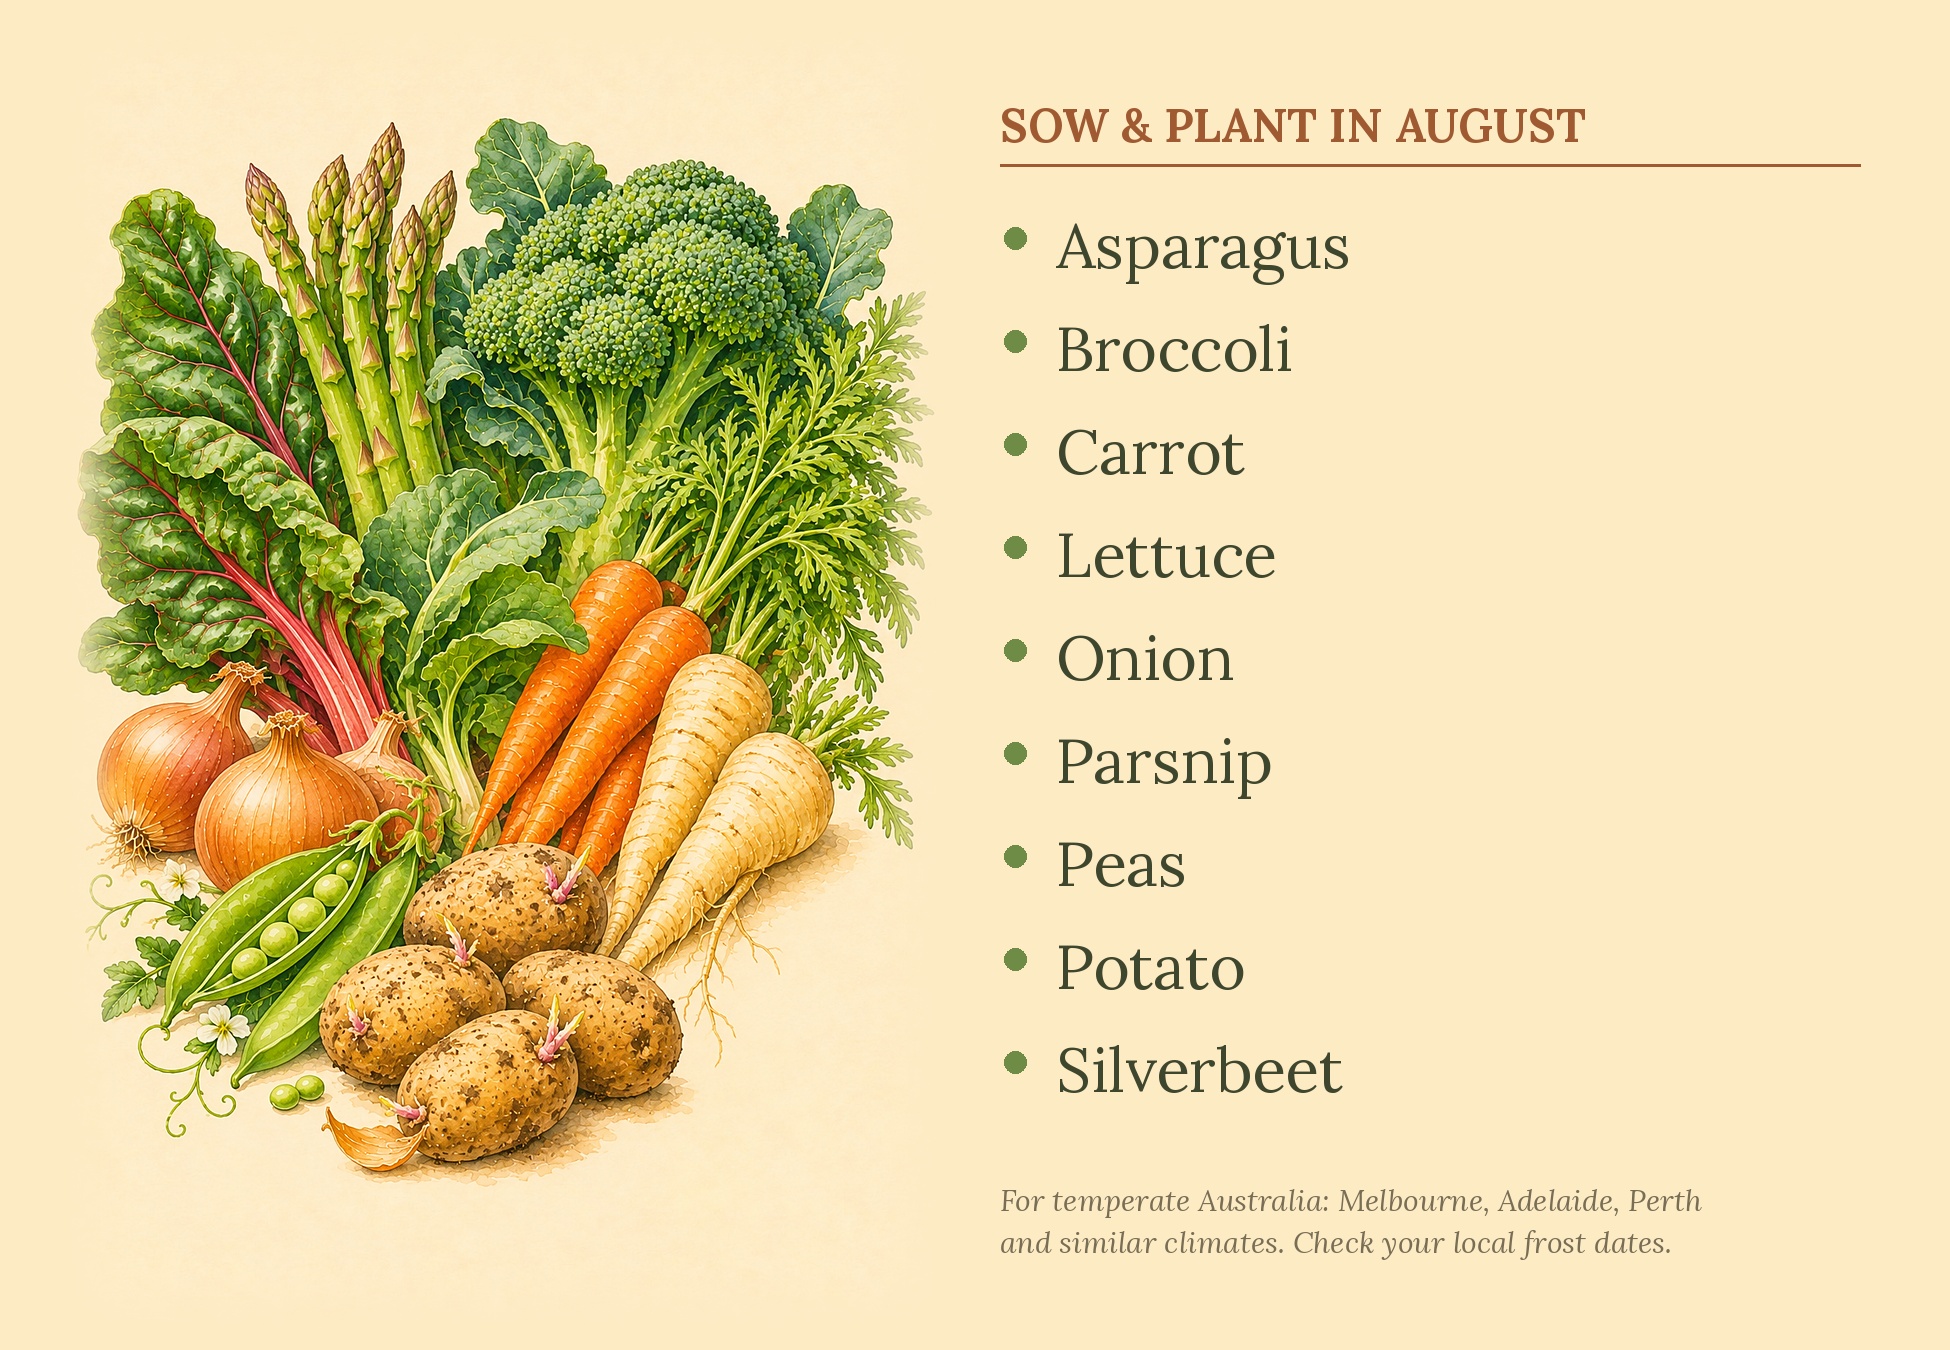 SOW & PLANT IN AUGUST
Asparagus
Broccoli
Carrot
Lettuce
Onion
Parsnip
Peas
Potato
Silverbeet
For temperate Australia: Melbourne, Adelaide, Perth
and similar climates. Check your local frost dates.